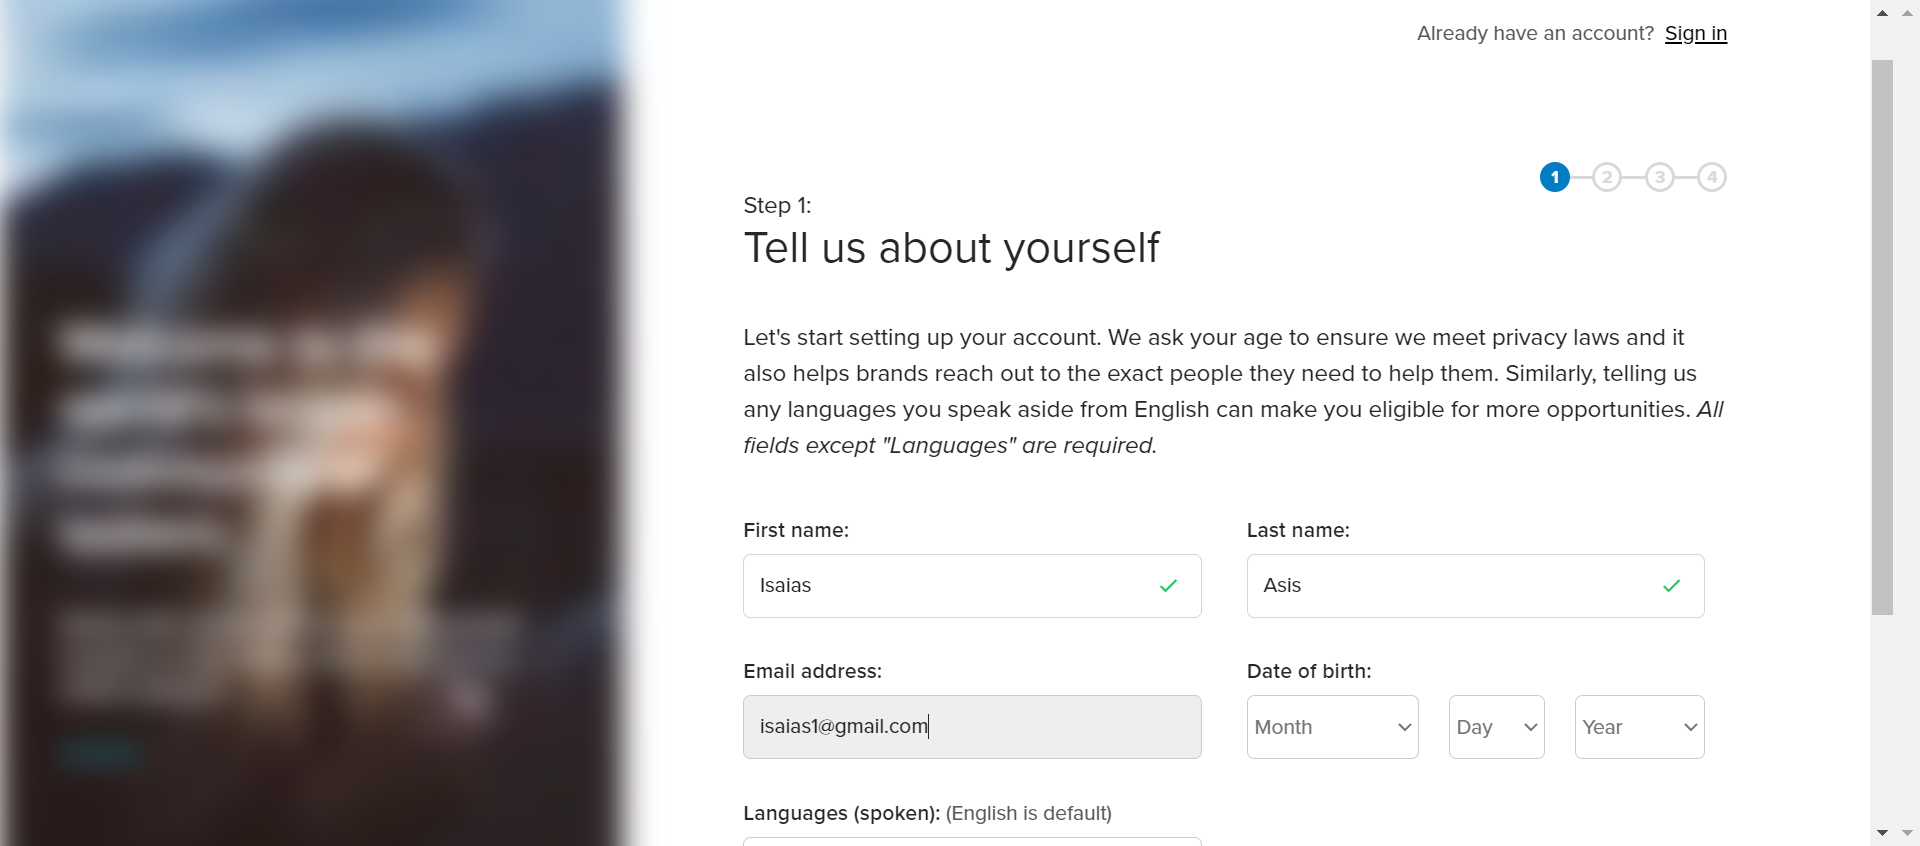 Already have an account? Sign in
1 2 3 4
Step 1:
Tell us about yourself
Let's start setting up your account. We ask your age to ensure we meet privacy laws and it
also helps brands reach out to the exact people they need to help them. Similarly, telling us
any languages you speak aside from English can make you eligible for more opportunities. All
fields except "Languages" are required.
First name:
Last name:
Isaias
Asis
Email address:
Date of birth:
isaias1@gmail.com
Month
Day
Year
Languages (spoken): (English is default)